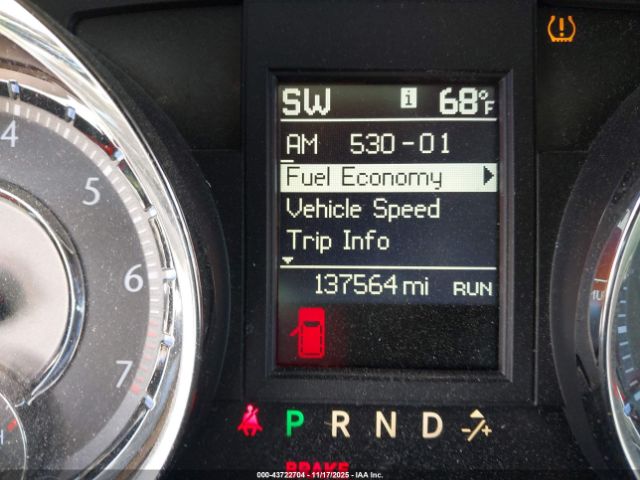 SW i 68°F
AM 530-01
Fuel Economy
Vehicle Speed
Trip Info
137564 mi RUN
4
5
6
7
P R N D -/+
BRAKE
000-43722704 - 11/17/2025 - IAA Inc.